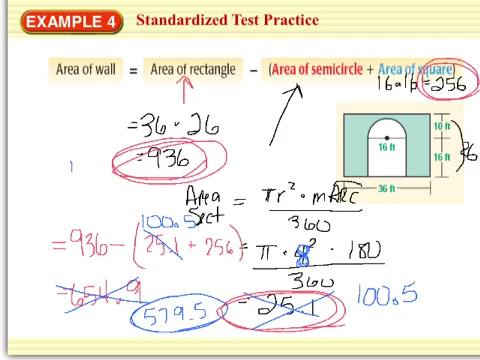 EXAMPLE 4 Standardized Test Practice
Area of wall = Area of rectangle − (Area of semicircle + Area of square)
16 · 16 = 256
= 36 · 26
= 936
10 ft
16 ft
16 ft
36 ft
26
Area Sect = πr² · mARC / 360
100.5
= 936 − (25.1 + 256)
= π · 8² · 180 / 360
= 654.9
579.5
= 25.1
100.5